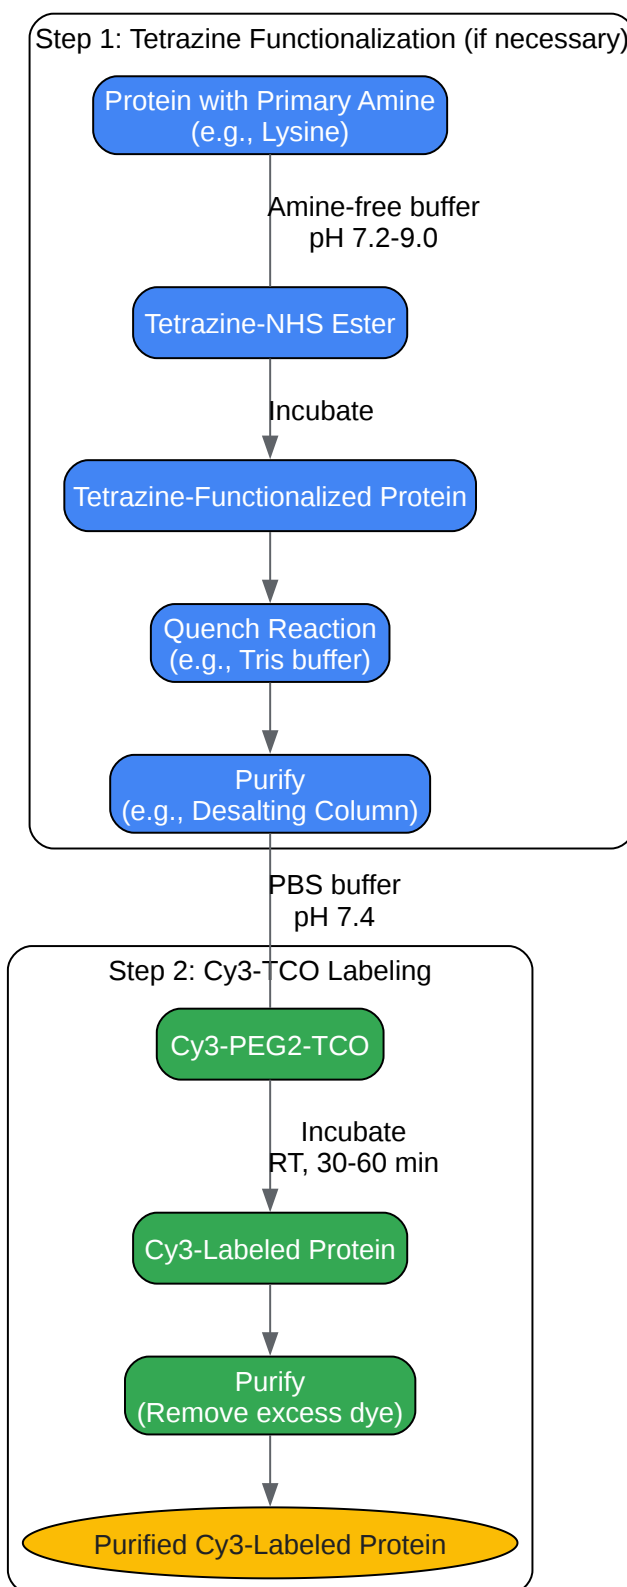 Step 1: Tetrazine Functionalization (if necessary)
Protein with Primary Amine
(e.g., Lysine)
Amine-free buffer
pH 7.2-9.0
Tetrazine-NHS Ester
Incubate
Tetrazine-Functionalized Protein
Quench Reaction
(e.g., Tris buffer)
Purify
(e.g., Desalting Column)
PBS buffer
pH 7.4
Step 2: Cy3-TCO Labeling
Cy3-PEG2-TCO
Incubate
RT, 30-60 min
Cy3-Labeled Protein
Purify
(Remove excess dye)
Purified Cy3-Labeled Protein